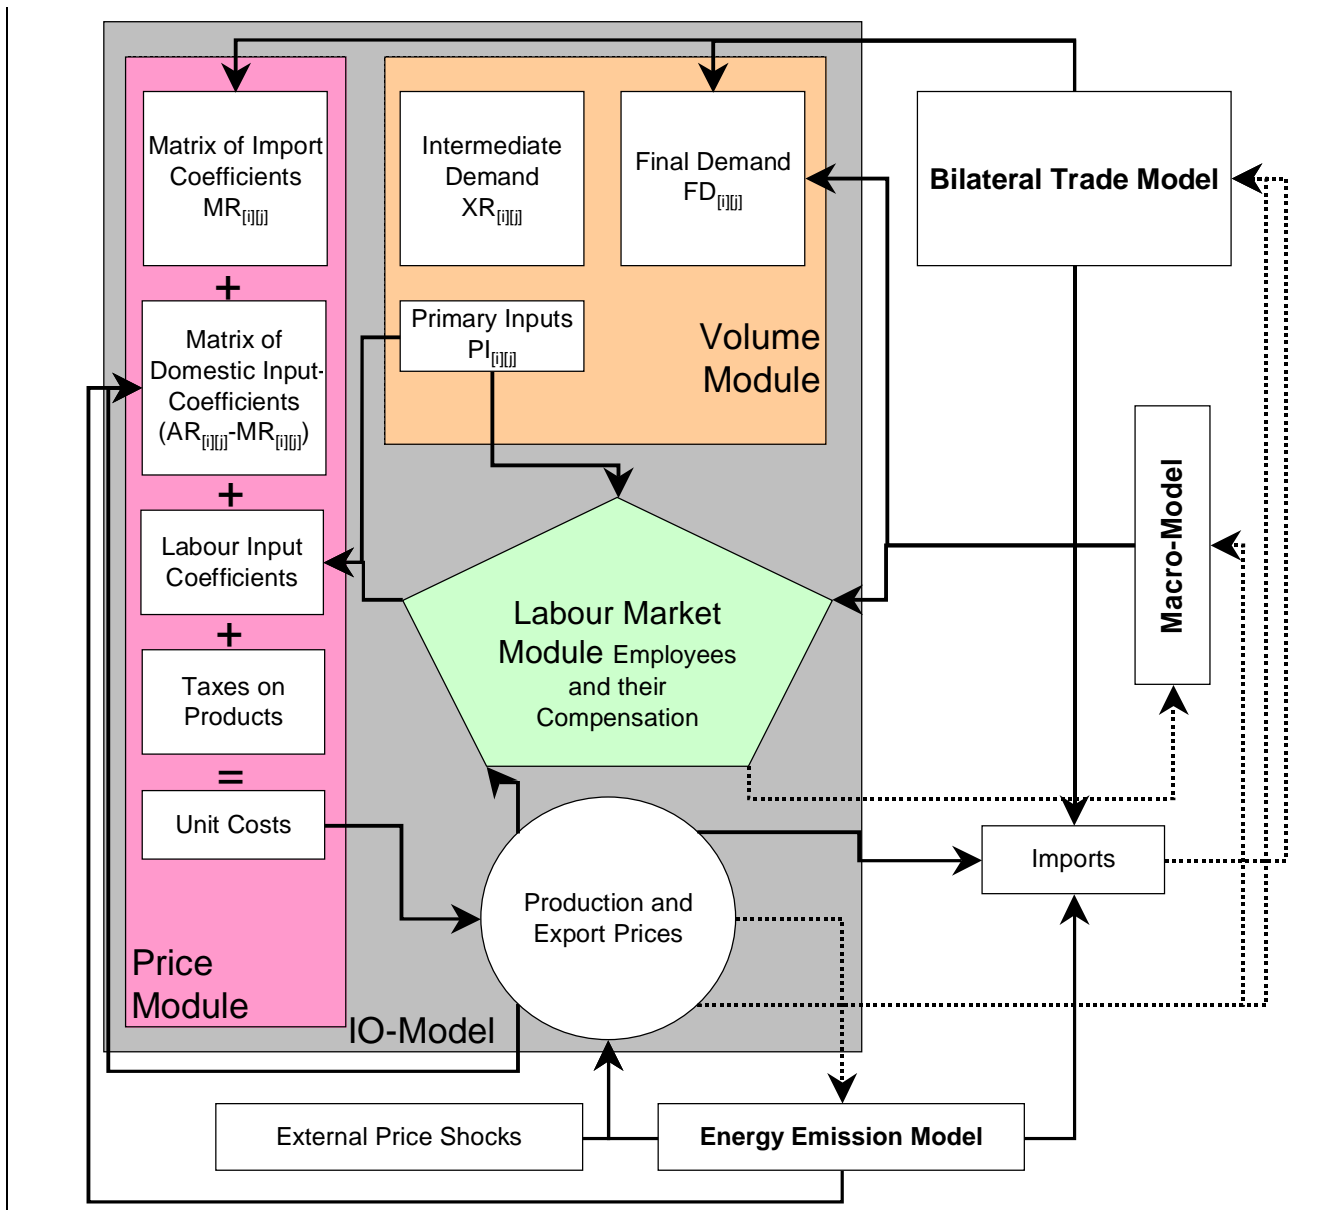 Matrix of Import
Coefficients
MR[i][j]
+
Matrix of
Domestic Input-
Coefficients
(AR[i][j]-MR[i][j])
+
Labour Input
Coefficients
+
Taxes on
Products
=
Unit Costs
Price
Module
Intermediate
Demand
XR[i][j]
Final Demand
FD[i][j]
Primary Inputs
PI[i][j]
Volume
Module
Labour Market
Module Employees
and their
Compensation
Production and
Export Prices
IO-Model
Bilateral Trade Model
Macro-Model
Imports
External Price Shocks
Energy Emission Model